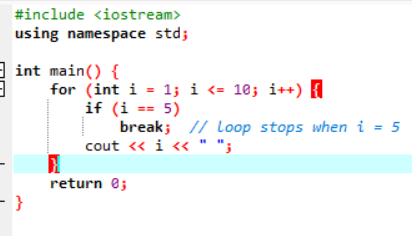 #include <iostream>
using namespace std;

int main() {
    for (int i = 1; i <= 10; i++) {
        if (i == 5)
            break;  // loop stops when i = 5
        cout << i << " ";
    }
    return 0;
}